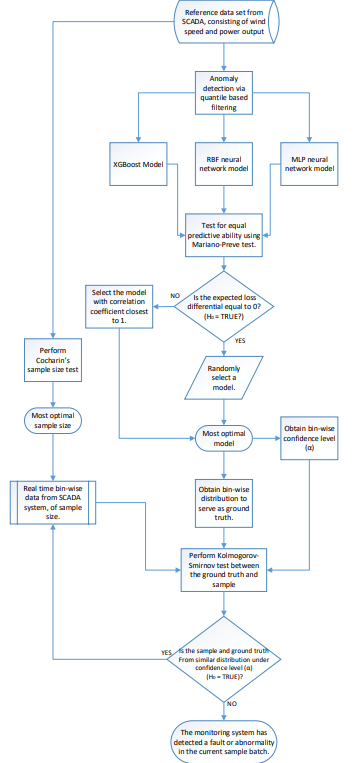 Reference data set from
SCADA, consisting of wind
speed and power output
Anomaly
detection via
quantile based
filtering
XGBoost Model
RBF neural
network model
MLP neural
network model
Test for equal
predictive ability using
Mariano-Preve test.
Select the model
with correlation
coefficient closest
to 1.
NO
Is the expected loss
differential equal to 0?
(H₀ = TRUE?)
YES
Perform
Cocharin's
sample size test
Randomly
select a
model.
Most optimal
sample size
Most optimal
model
Obtain bin-wise
confidence level
(α)
Real time bin-wise
data from SCADA
system, of sample
size.
Obtain bin-wise
distribution to
serve as ground
truth.
Perform Kolmogorov-
Smirnov test between
the ground truth and
sample
YES
Is the sample and ground truth
From similar distribution under
confidence level (α)
(H₀ = TRUE)?
NO
The monitoring system has
detected a fault or abnormality
in the current sample batch.